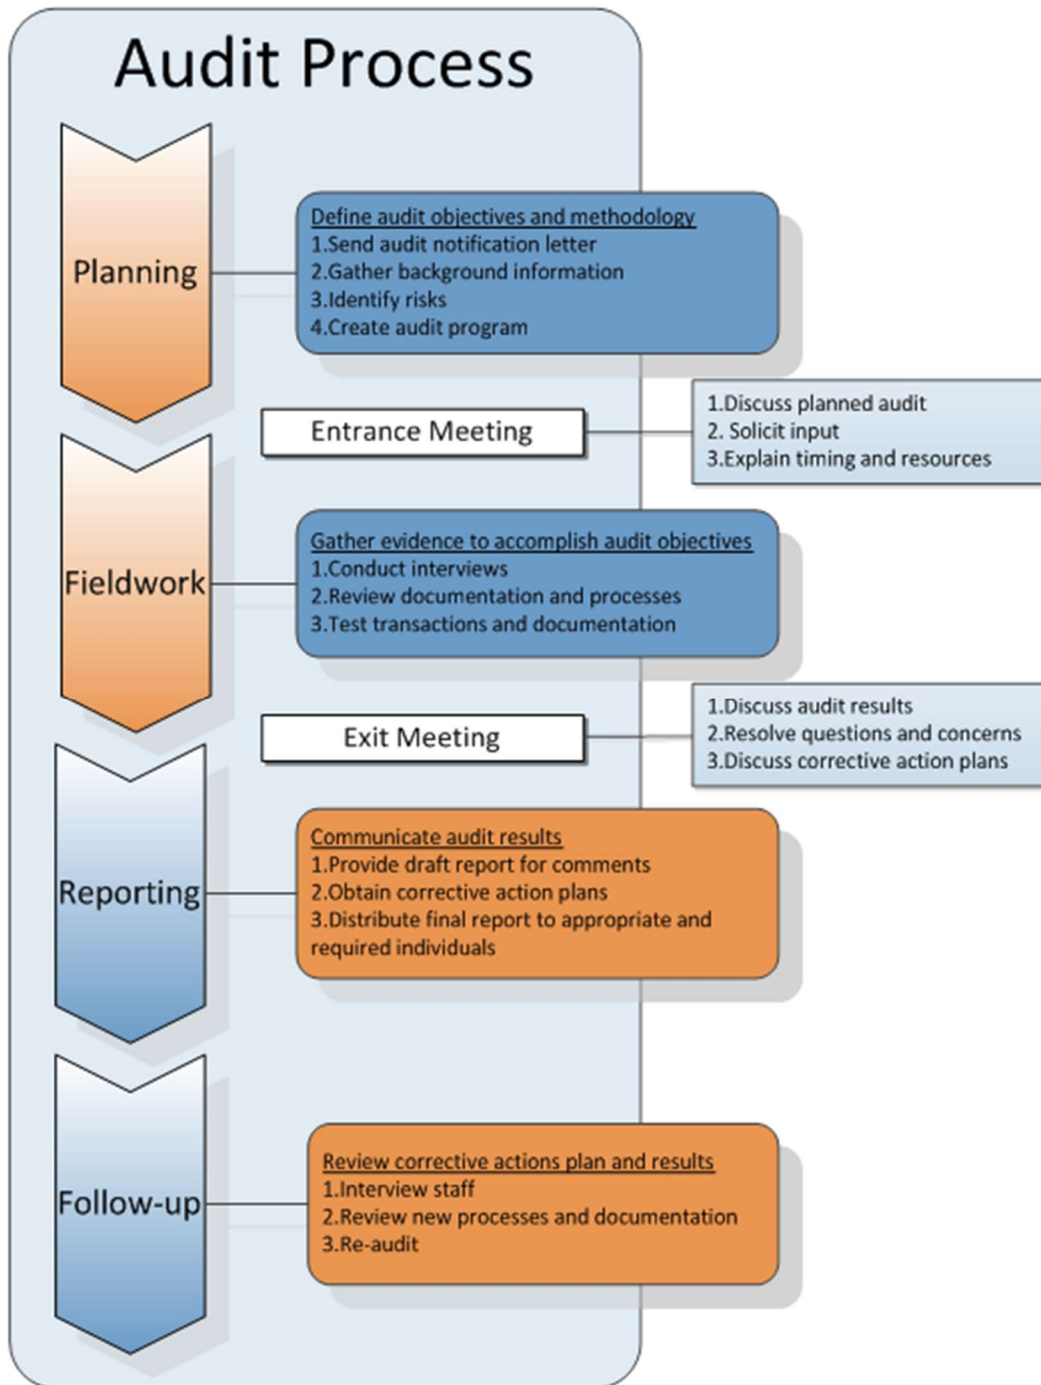 Audit Process
Planning
Define audit objectives and methodology
1.Send audit notification letter
2.Gather background information
3.Identify risks
4.Create audit program
Entrance Meeting
1.Discuss planned audit
2. Solicit input
3.Explain timing and resources
Fieldwork
Gather evidence to accomplish audit objectives
1.Conduct interviews
2.Review documentation and processes
3.Test transactions and documentation
Exit Meeting
1.Discuss audit results
2.Resolve questions and concerns
3.Discuss corrective action plans
Reporting
Communicate audit results
1.Provide draft report for comments
2.Obtain corrective action plans
3.Distribute final report to appropriate and
required individuals
Follow-up
Review corrective actions plan and results
1.Interview staff
2.Review new processes and documentation
3.Re-audit